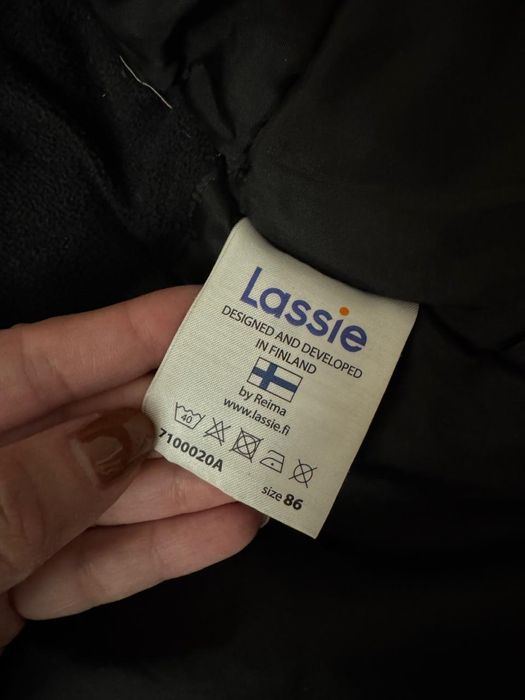 Lassie
DESIGNED AND DEVELOPED
IN FINLAND
by Reima
www.lassie.fi
40
7100020A
size 86